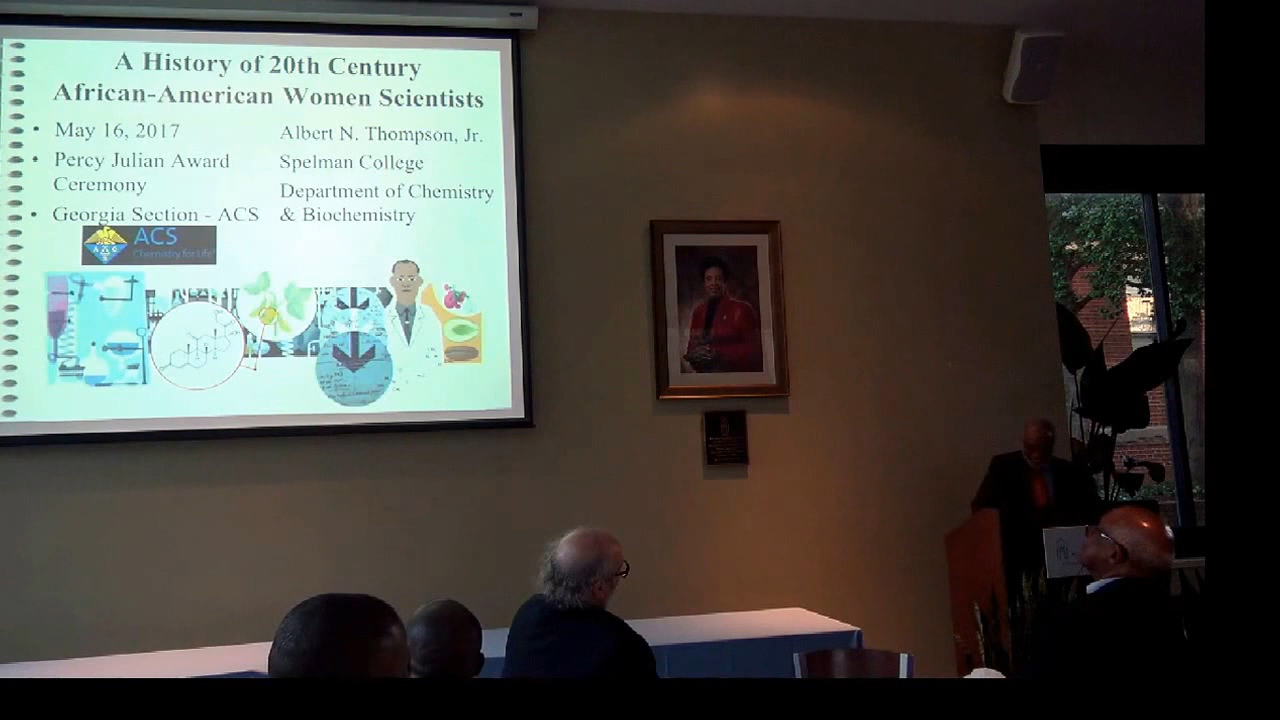 A History of 20th Century
African-American Women Scientists
• May 16, 2017
• Percy Julian Award
Ceremony
• Georgia Section - ACS
Albert N. Thompson, Jr.
Spelman College
Department of Chemistry
& Biochemistry
ACS
Chemistry for Life